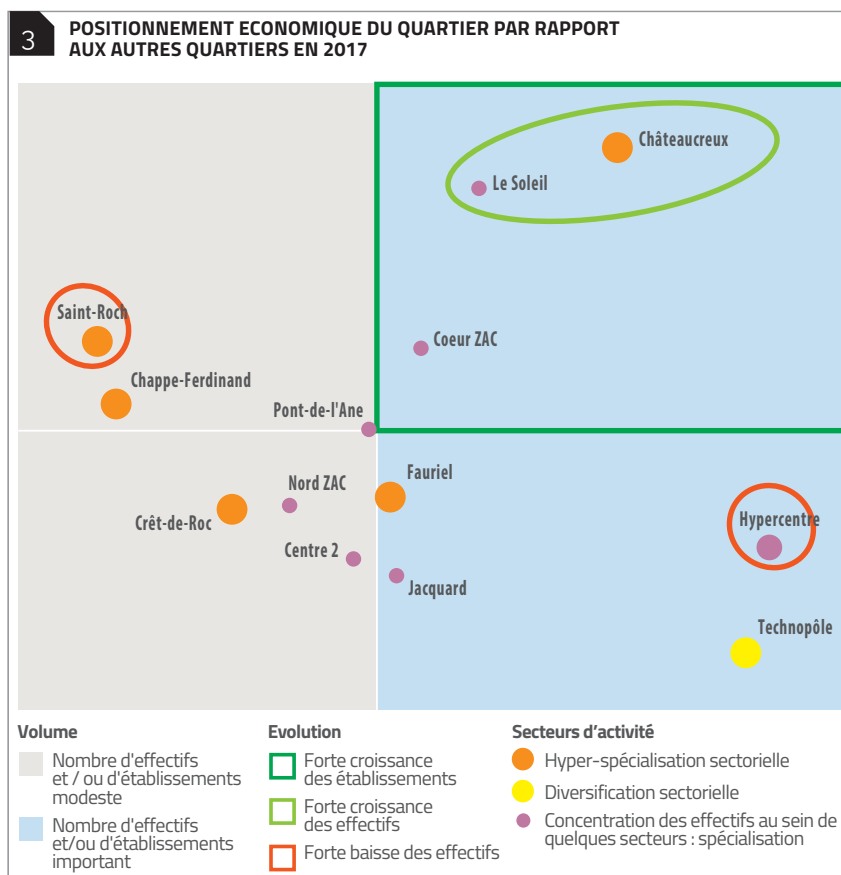 3
POSITIONNEMENT ECONOMIQUE DU QUARTIER PAR RAPPORT
AUX AUTRES QUARTIERS EN 2017
Châteaucreux
Le Soleil
Saint-Roch
Coeur ZAC
Chappe-Ferdinand
Pont-de-l'Ane
Fauriel
Nord ZAC
Crêt-de-Roc
Hypercentre
Centre 2
Jacquard
Technopôle
Volume
Nombre d'effectifs
et / ou d'établissements
modeste
Nombre d'effectifs
et/ou d'établissements
important
Evolution
Forte croissance
des établissements
Forte croissance
des effectifs
Forte baisse des effectifs
Secteurs d’activité
Hyper-spécialisation sectorielle
Diversification sectorielle
Concentration des effectifs au sein de
quelques secteurs : spécialisation